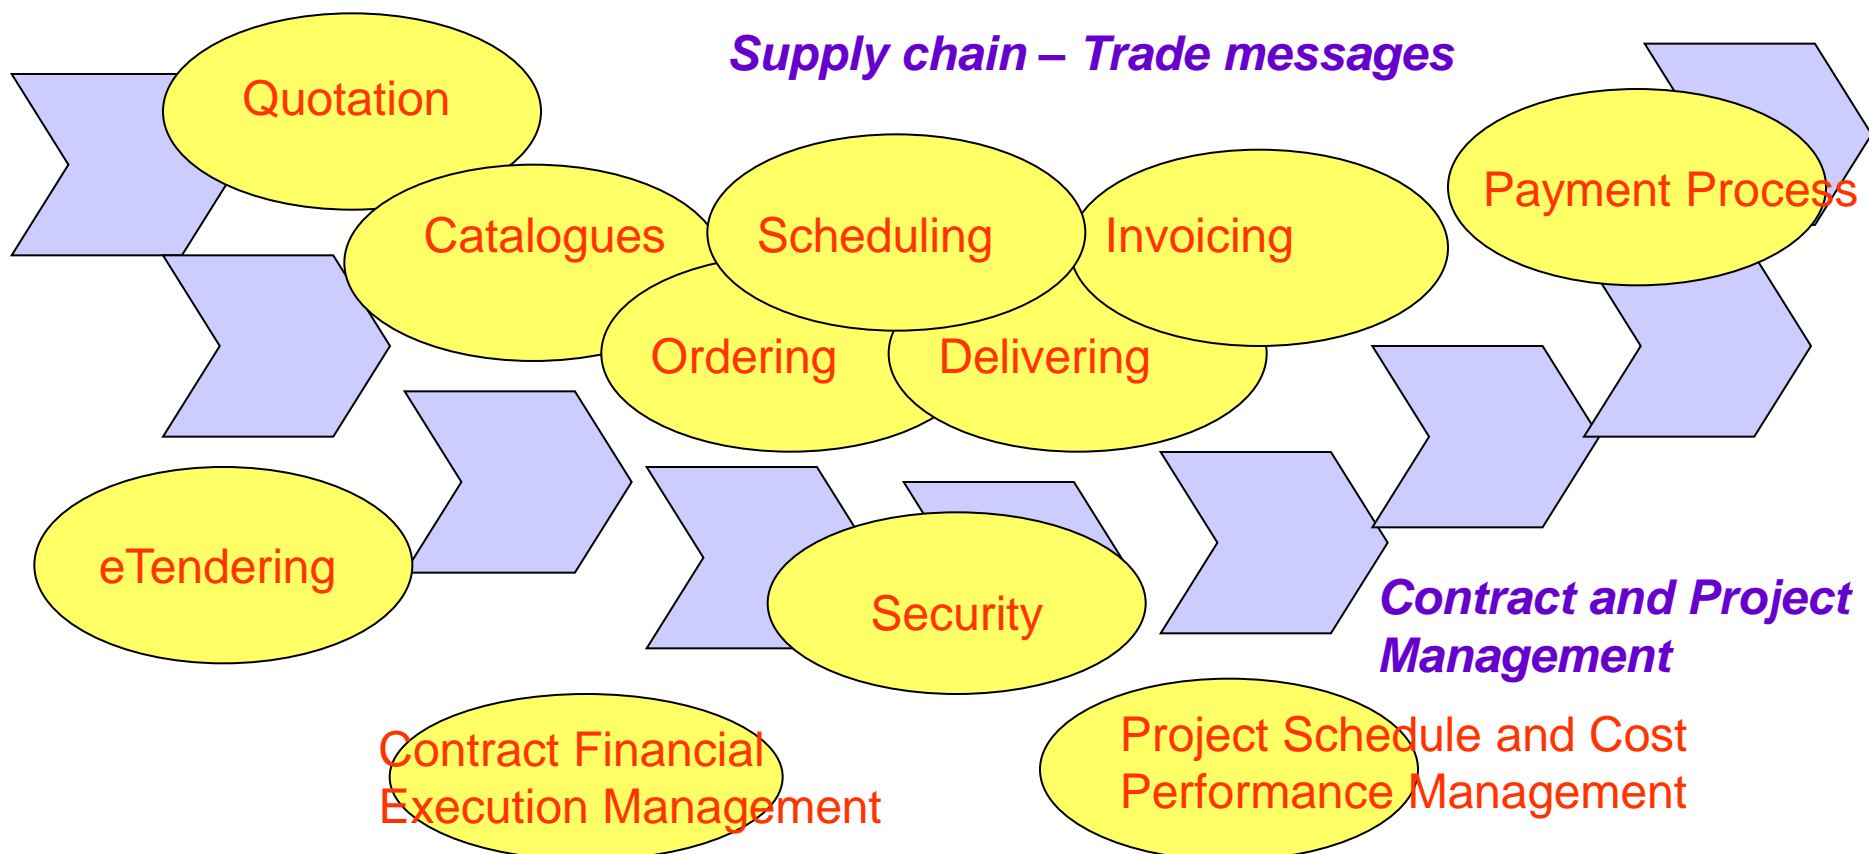 Supply chain – Trade messages
Quotation
Payment Process
Catalogues
Scheduling
Invoicing
Ordering
Delivering
eTendering
Security
Contract and Project
Management
Contract Financial
Execution Management
Project Schedule and Cost
Performance Management